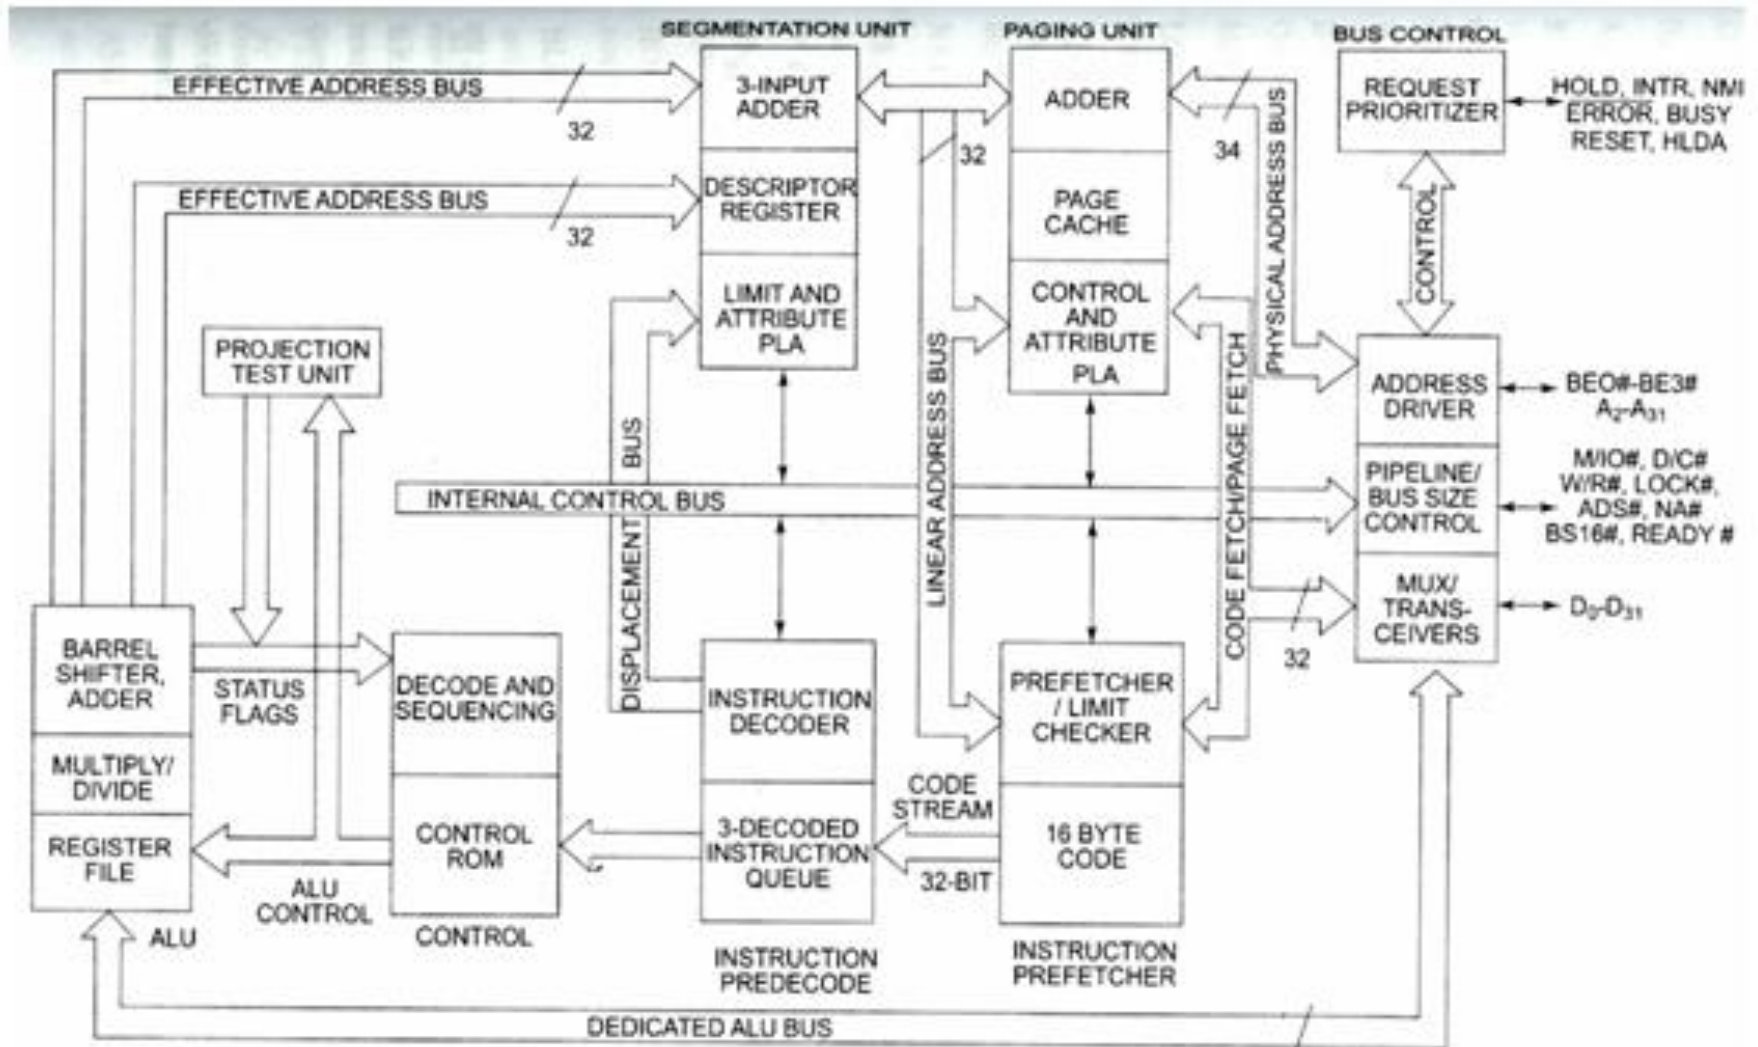 SEGMENTATION UNIT
PAGING UNIT
BUS CONTROL
EFFECTIVE ADDRESS BUS
32
3-INPUT
ADDER
32
ADDER
34
PHYSICAL ADDRESS BUS
REQUEST
PRIORITIZER
HOLD, INTR, NMI
ERROR, BUSY
RESET, HLDA
EFFECTIVE ADDRESS BUS
32
DESCRIPTOR
REGISTER
PAGE
CACHE
CONTROL
LIMIT AND
ATTRIBUTE
PLA
CONTROL
AND
ATTRIBUTE
PLA
PROJECTION
TEST UNIT
ADDRESS
DRIVER
BEO#-BE3#
A2-A31
DISPLACEMENT BUS
LINEAR ADDRESS BUS
CODE FETCH/PAGE FETCH
INTERNAL CONTROL BUS
PIPELINE/
BUS SIZE
CONTROL
M/IO#, D/C#
W/R#, LOCK#,
ADS#, NA#
BS16#, READY #
MUX/
TRANS-
CEIVERS
D0-D31
32
BARREL
SHIFTER,
ADDER
STATUS
FLAGS
DECODE AND
SEQUENCING
INSTRUCTION
DECODER
PREFETCHER
/ LIMIT
CHECKER
MULTIPLY/
DIVIDE
REGISTER
FILE
ALU
CONTROL
CONTROL
ROM
3-DECODED
INSTRUCTION
QUEUE
CODE
STREAM
32-BIT
16 BYTE
CODE
ALU
CONTROL
INSTRUCTION
PREDECODE
INSTRUCTION
PREFETCHER
DEDICATED ALU BUS